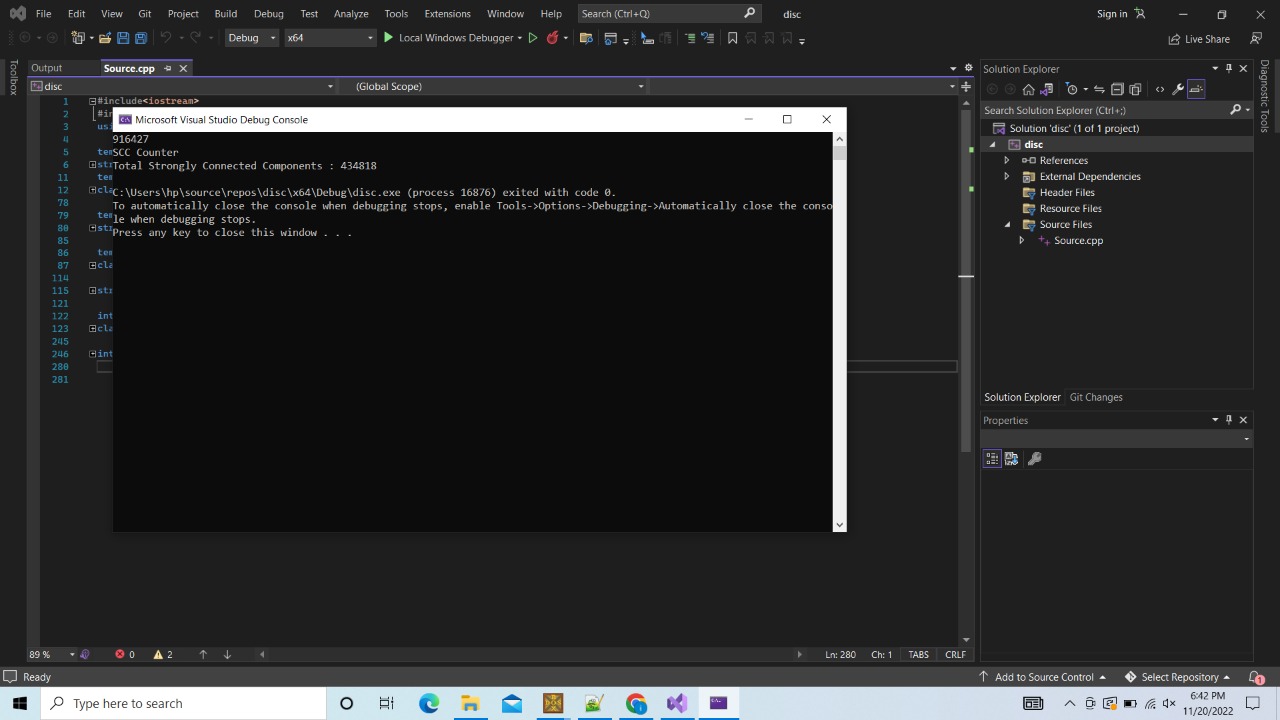 File Edit View Git Project Build Debug Test Analyze Tools Extensions Window Help Search (Ctrl+Q) disc Sign in
Debug x64 Local Windows Debugger Live Share
Toolbox
Output Source.cpp
disc (Global Scope)
1 #include<iostream>
2 #in
3 usi
4
5 tem
6 str
11 tem
12 cla
78
79 tem
80 str
85
86 tem
87 cla
114
115 str
121
122 int
123 cla
245
246 int
280
281
Microsoft Visual Studio Debug Console
916427
SCC Counter
Total Strongly Connected Components : 434818
C:\Users\hp\source\repos\disc\x64\Debug\disc.exe (process 16876) exited with code 0.
To automatically close the console when debugging stops, enable Tools->Options->Debugging->Automatically close the conso
le when debugging stops.
Press any key to close this window . . .
Solution Explorer
Search Solution Explorer (Ctrl+;)
Solution 'disc' (1 of 1 project)
disc
References
External Dependencies
Header Files
Resource Files
Source Files
Source.cpp
Solution Explorer Git Changes
Properties
Diagnostic Tools
89 % 0 2 Ln: 280 Ch: 1 TABS CRLF
Ready Add to Source Control Select Repository 1
Type here to search
6:42 PM
11/20/2022